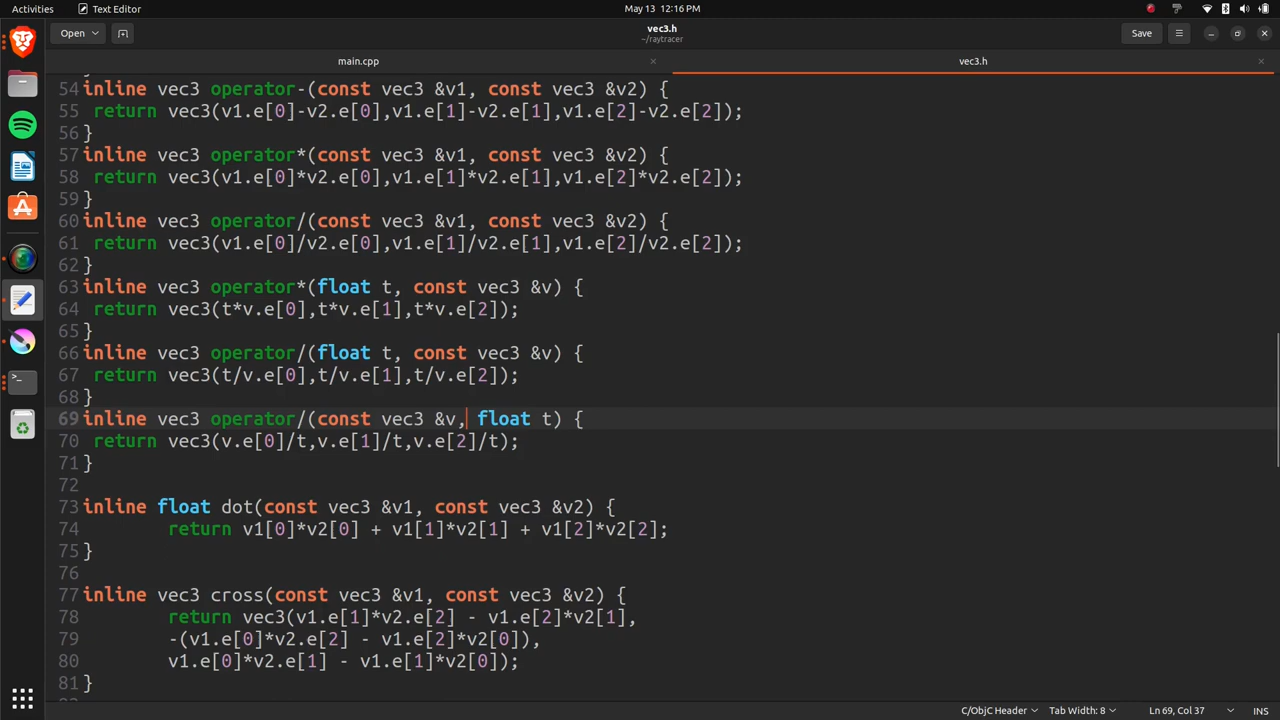 Activities
Text Editor
May 13 12:16 PM
Open
vec3.h
~/raytracer
Save
main.cpp
vec3.h
54 inline vec3 operator-(const vec3 &v1, const vec3 &v2) {
55  return vec3(v1.e[0]-v2.e[0],v1.e[1]-v2.e[1],v1.e[2]-v2.e[2]);
56 }
57 inline vec3 operator*(const vec3 &v1, const vec3 &v2) {
58  return vec3(v1.e[0]*v2.e[0],v1.e[1]*v2.e[1],v1.e[2]*v2.e[2]);
59 }
60 inline vec3 operator/(const vec3 &v1, const vec3 &v2) {
61  return vec3(v1.e[0]/v2.e[0],v1.e[1]/v2.e[1],v1.e[2]/v2.e[2]);
62 }
63 inline vec3 operator*(float t, const vec3 &v) {
64  return vec3(t*v.e[0],t*v.e[1],t*v.e[2]);
65 }
66 inline vec3 operator/(float t, const vec3 &v) {
67  return vec3(t/v.e[0],t/v.e[1],t/v.e[2]);
68 }
69 inline vec3 operator/(const vec3 &v, float t) {
70  return vec3(v.e[0]/t,v.e[1]/t,v.e[2]/t);
71 }
72
73 inline float dot(const vec3 &v1, const vec3 &v2) {
74         return v1[0]*v2[0] + v1[1]*v2[1] + v1[2]*v2[2];
75 }
76
77 inline vec3 cross(const vec3 &v1, const vec3 &v2) {
78         return vec3(v1.e[1]*v2.e[2] - v1.e[2]*v2[1],
79         -(v1.e[0]*v2.e[2] - v1.e[2]*v2[0]),
80         v1.e[0]*v2.e[1] - v1.e[1]*v2[0]);
81 }
C/ObjC Header
Tab Width: 8
Ln 69, Col 37
INS